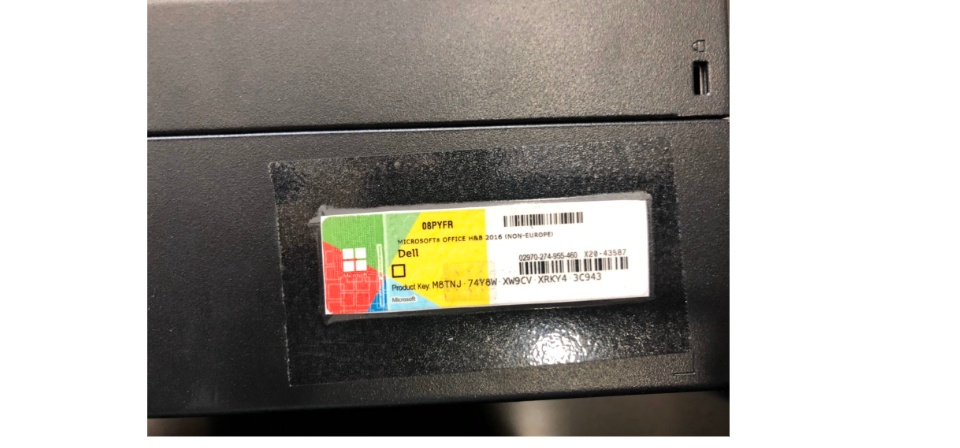 08PYFR
MICROSOFT® OFFICE H&B 2016 (NON-EUROPE)
Dell
02970-274-955-460 X20-43587
Product Key: M8TNJ-74Y8W-XW9CV-XRKY4 3C943
Microsoft